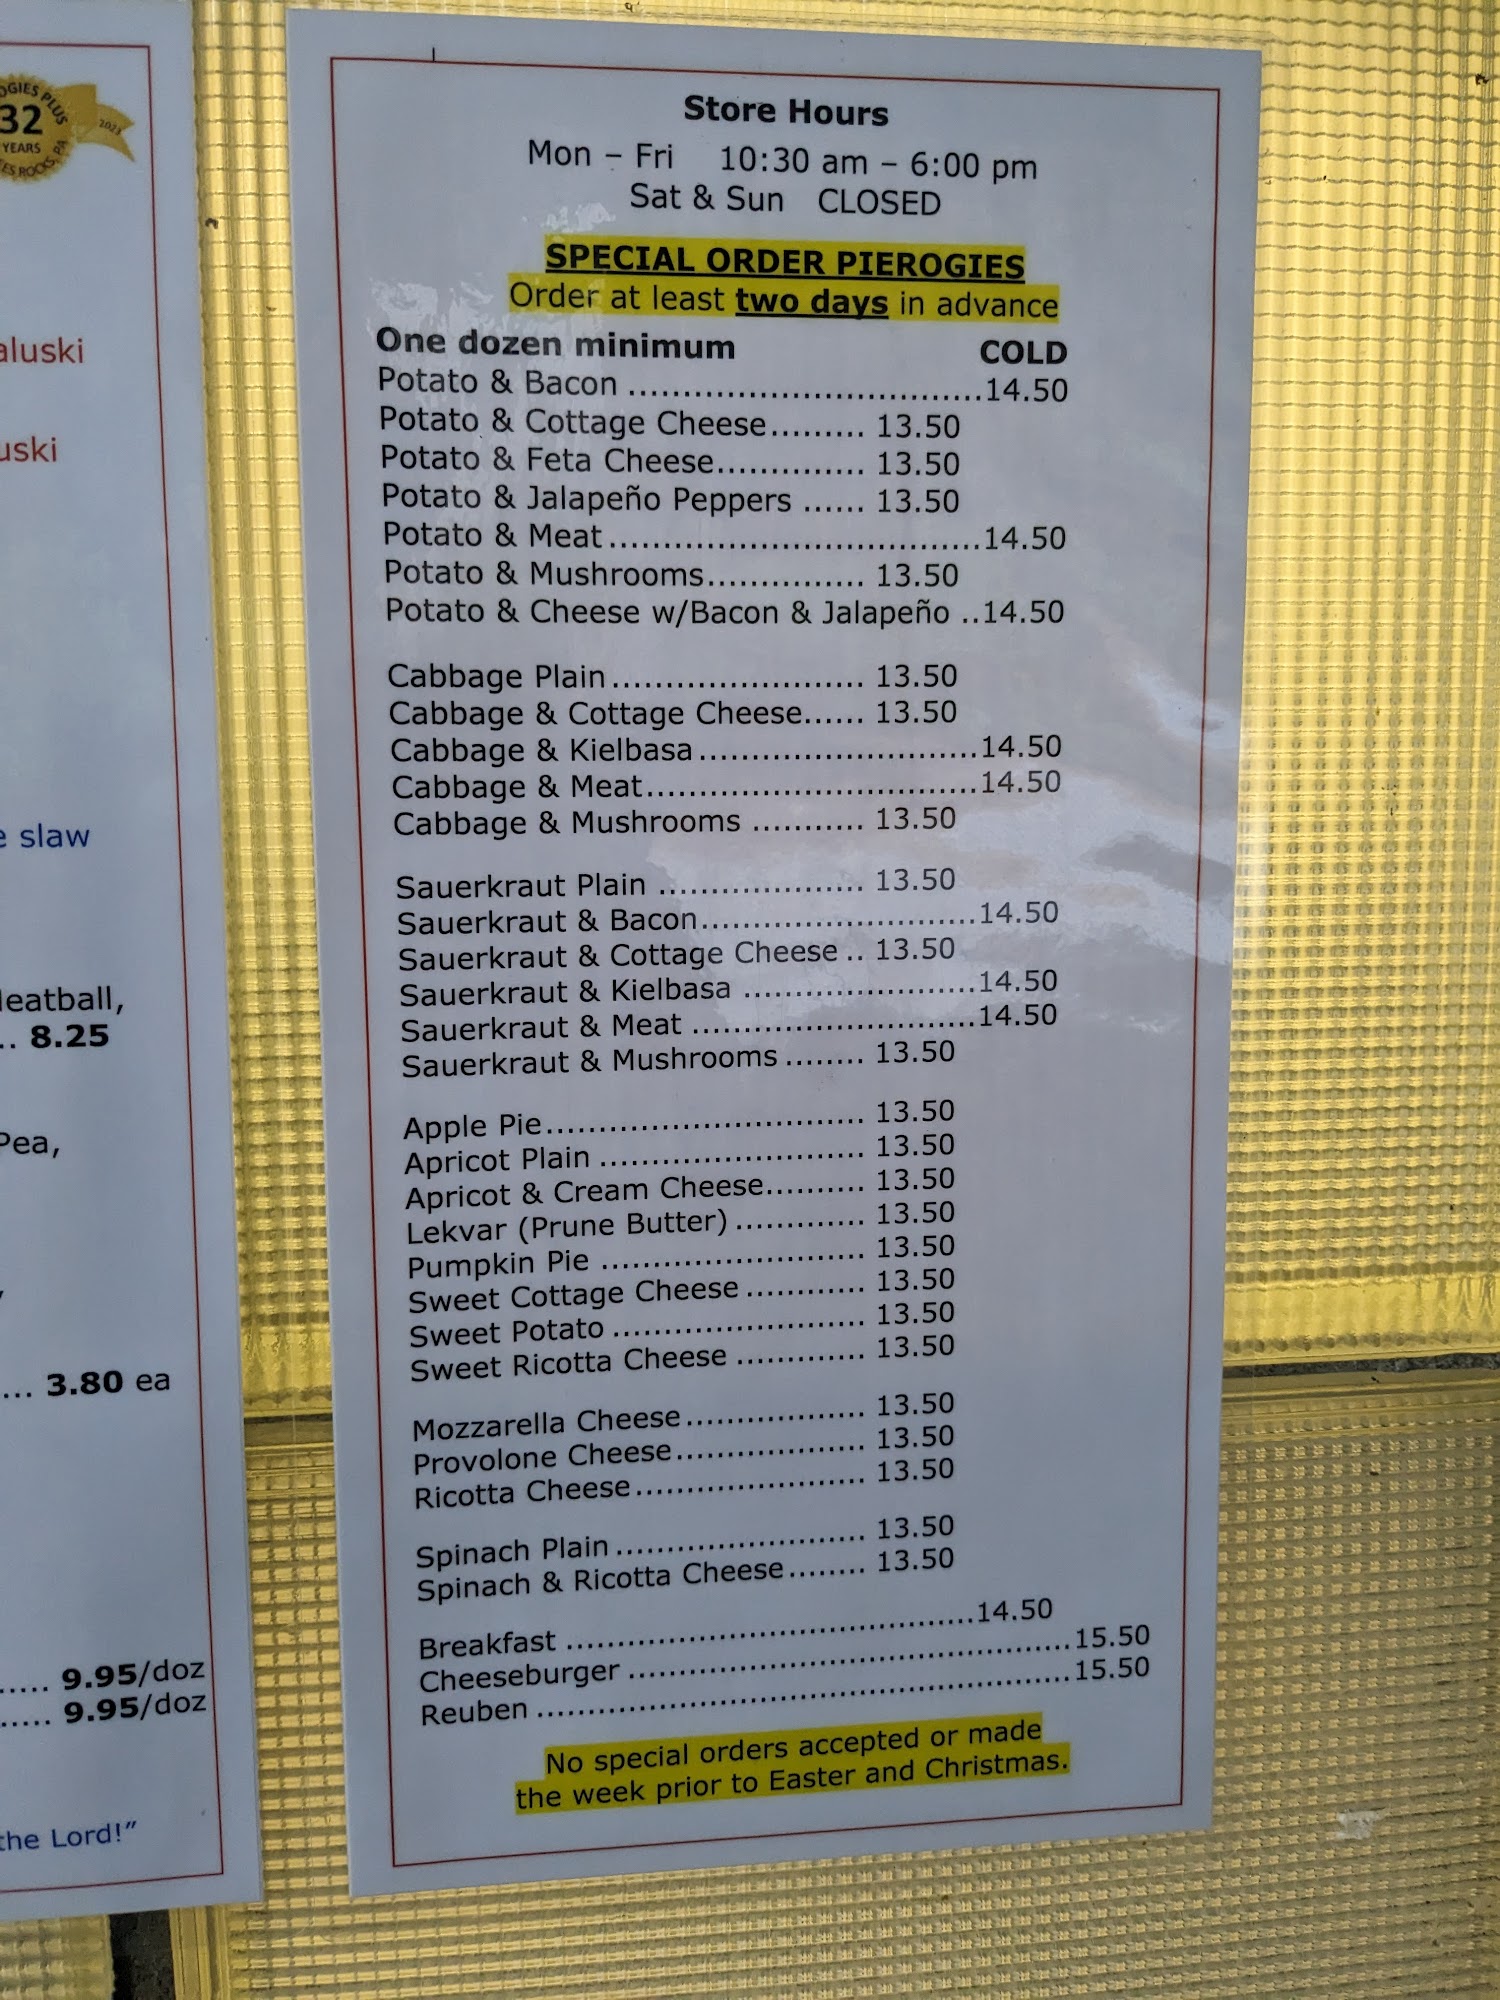 OGIES PLUS
32
YEARS
ES ROCKS, PA
2023
aluski
uski
e slaw
eatball,
.. 8.25
Pea,
... 3.80 ea
..... 9.95/doz
..... 9.95/doz
the Lord!”
Store Hours
Mon – Fri 10:30 am – 6:00 pm
Sat & Sun CLOSED
SPECIAL ORDER PIEROGIES
Order at least two days in advance
One dozen minimum COLD
Potato & Bacon .................................14.50
Potato & Cottage Cheese......... 13.50
Potato & Feta Cheese.............. 13.50
Potato & Jalapeño Peppers ...... 13.50
Potato & Meat...................................14.50
Potato & Mushrooms............... 13.50
Potato & Cheese w/Bacon & Jalapeño ..14.50
Cabbage Plain........................ 13.50
Cabbage & Cottage Cheese...... 13.50
Cabbage & Kielbasa..........................14.50
Cabbage & Meat...............................14.50
Cabbage & Mushrooms ........... 13.50
Sauerkraut Plain .................... 13.50
Sauerkraut & Bacon..........................14.50
Sauerkraut & Cottage Cheese .. 13.50
Sauerkraut & Kielbasa ......................14.50
Sauerkraut & Meat ...........................14.50
Sauerkraut & Mushrooms ........ 13.50
Apple Pie............................... 13.50
Apricot Plain .......................... 13.50
Apricot & Cream Cheese.......... 13.50
Lekvar (Prune Butter) ............. 13.50
Pumpkin Pie .......................... 13.50
Sweet Cottage Cheese ............ 13.50
Sweet Potato ......................... 13.50
Sweet Ricotta Cheese ............. 13.50
Mozzarella Cheese.................. 13.50
Provolone Cheese................... 13.50
Ricotta Cheese....................... 13.50
Spinach Plain ......................... 13.50
Spinach & Ricotta Cheese........ 13.50
Breakfast ........................................14.50
Cheeseburger ...........................................15.50
Reuben ....................................................15.50
No special orders accepted or made
the week prior to Easter and Christmas.